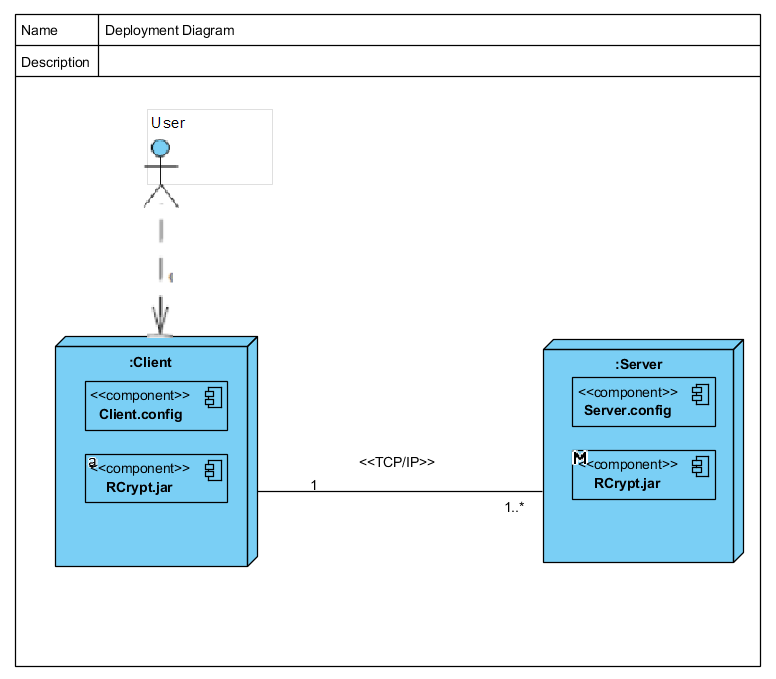 Name
Deployment Diagram
Description
User
:Client
<<component>>
Client.config
a
<<component>>
RCrypt.jar
<<TCP/IP>>
1
1..*
:Server
<<component>>
Server.config
M
<<component>>
RCrypt.jar